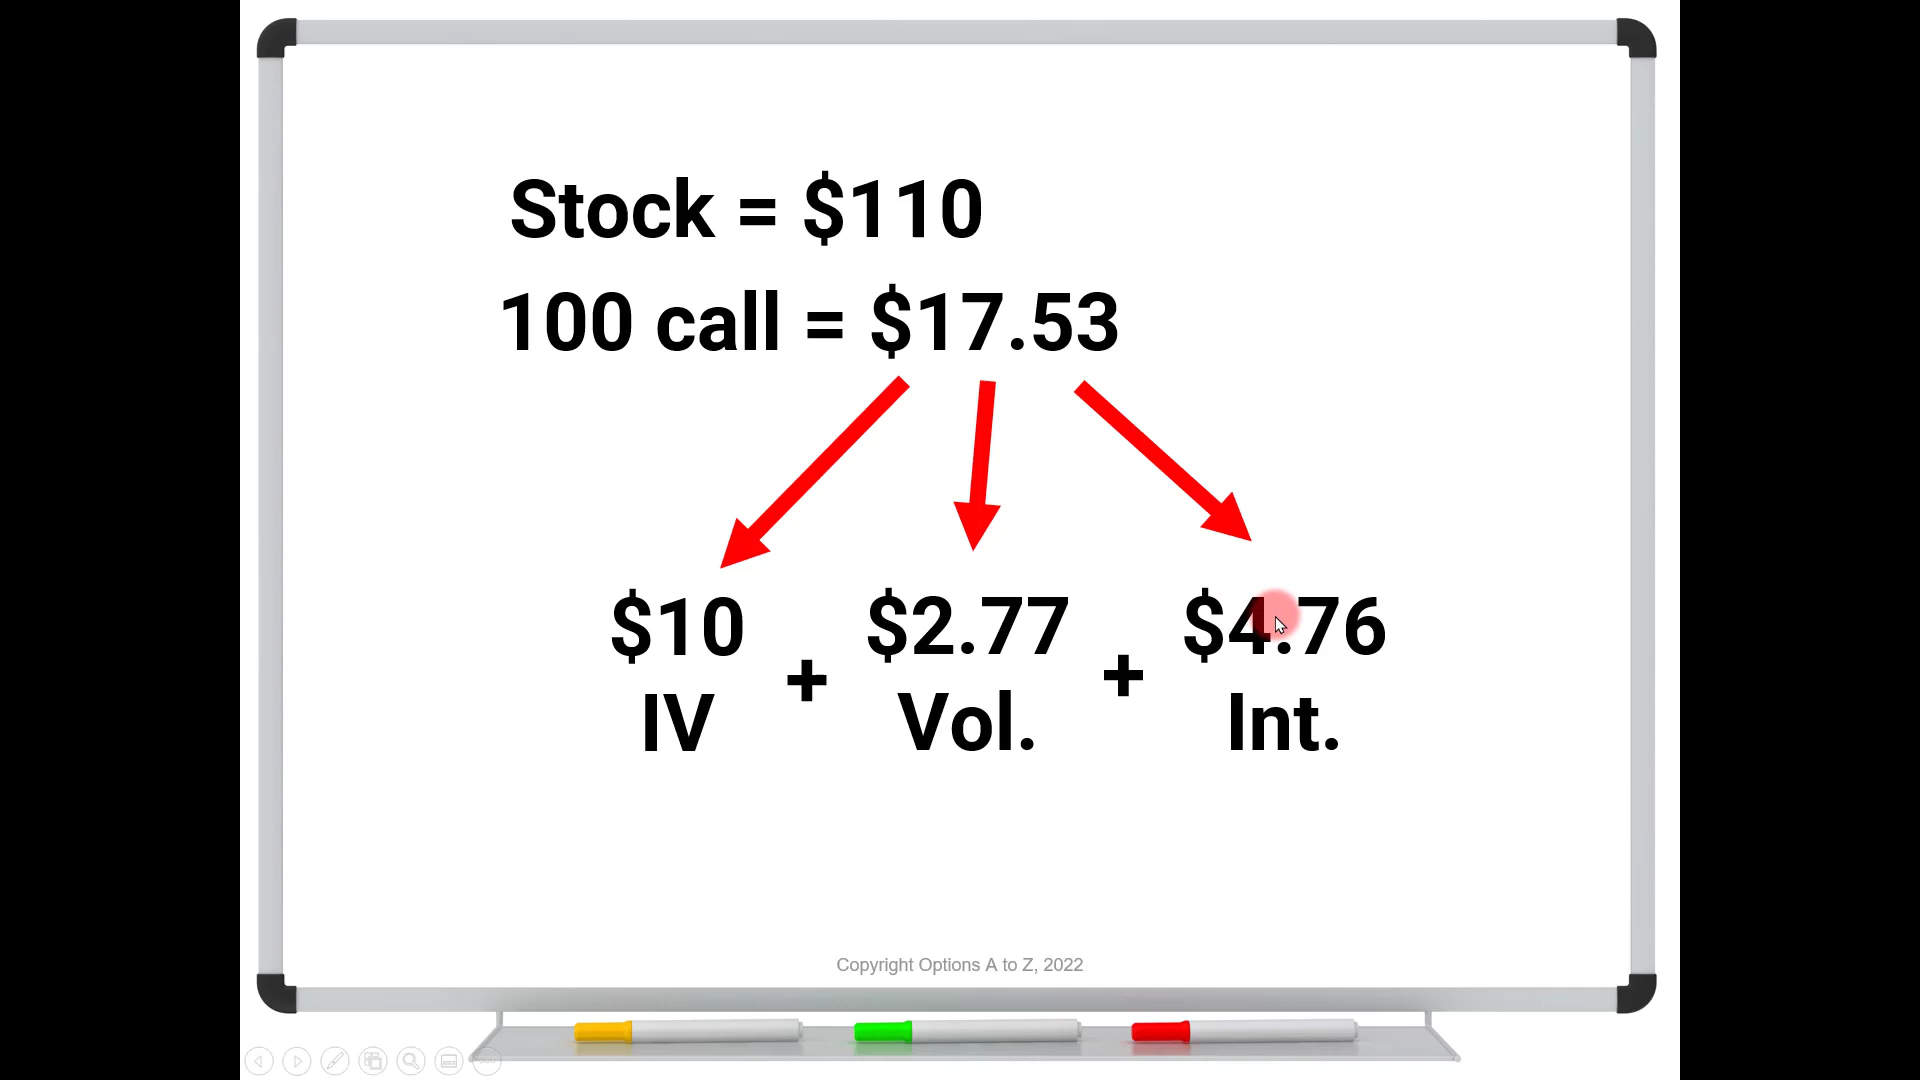 Stock = $110
100 call = $17.53
$10 + $2.77 + $4.76
IV Vol. Int.
Copyright Options A to Z, 2022